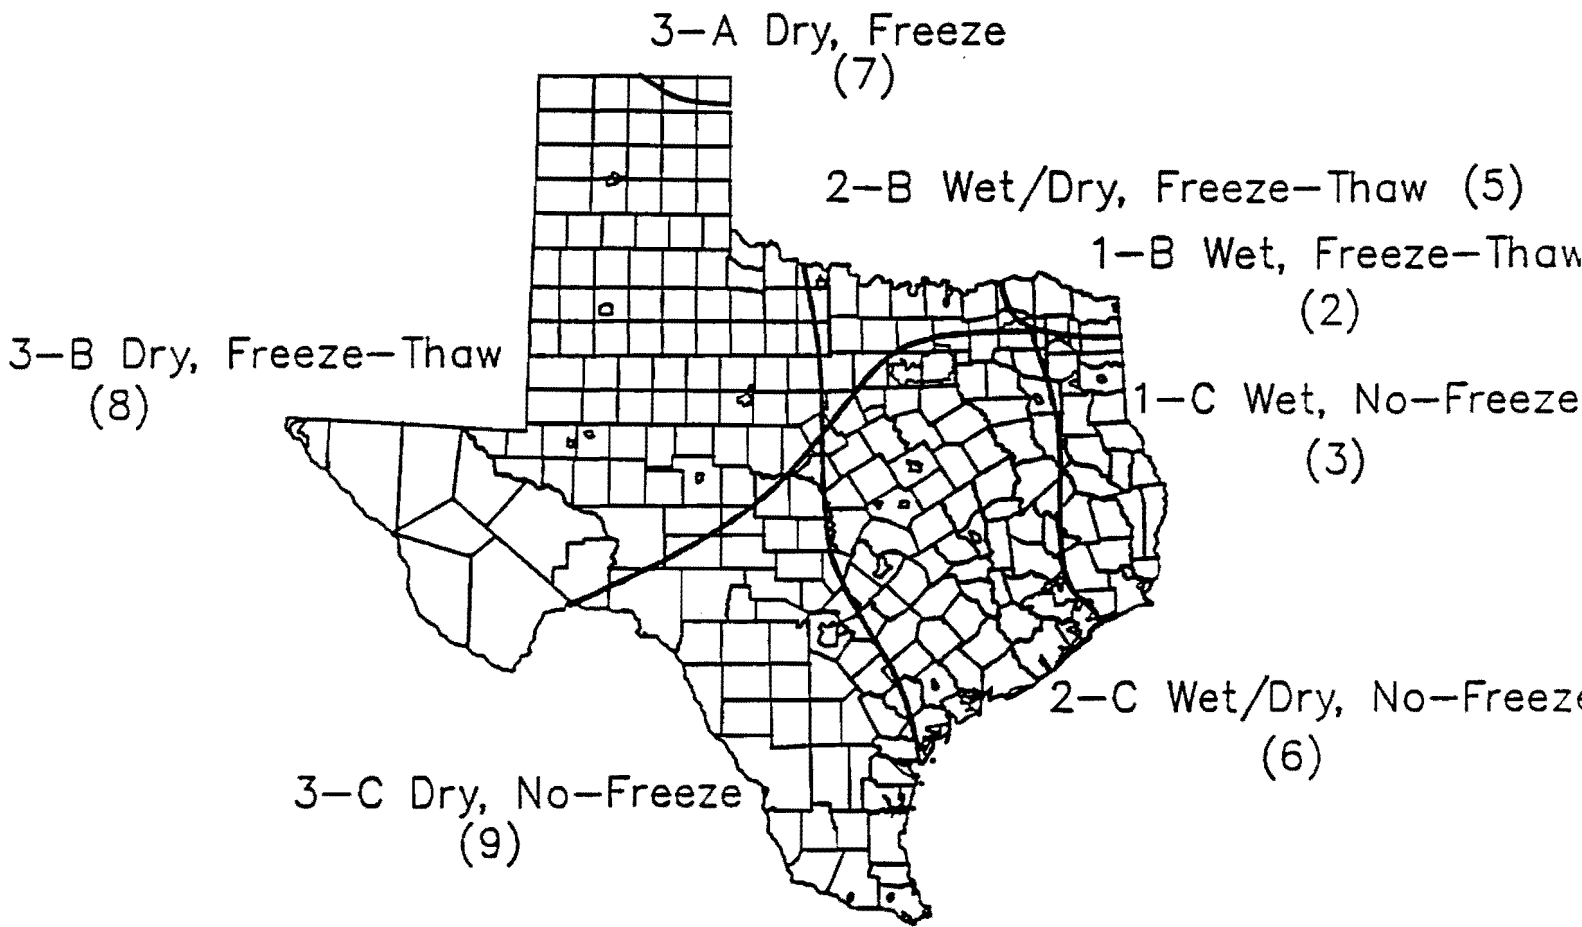 3-A Dry, Freeze
(7)
2-B Wet/Dry, Freeze-Thaw (5)
1-B Wet, Freeze-Thaw
(2)
3-B Dry, Freeze-Thaw
(8)
1-C Wet, No-Freeze
(3)
2-C Wet/Dry, No-Freeze
(6)
3-C Dry, No-Freeze
(9)